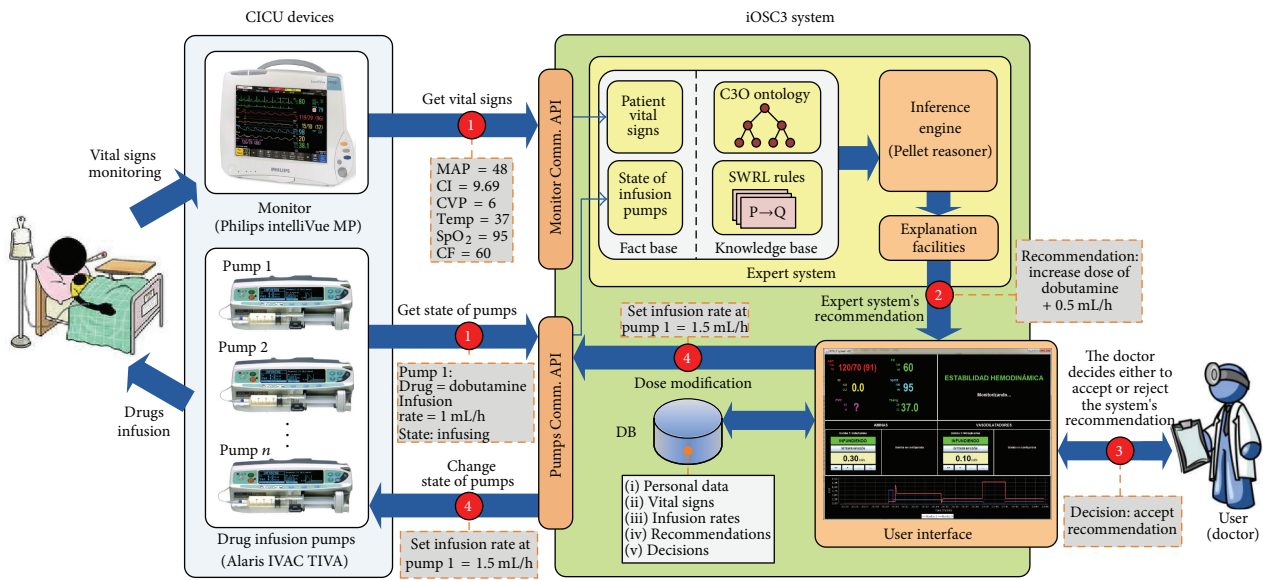 CICU devices
iOSC3 system
Vital signs
monitoring
PHILIPS
Monitor
(Philips intelliVue MP)
Get vital signs
1
MAP = 48
CI = 9.69
CVP = 6
Temp = 37
SpO₂ = 95
CF = 60
Monitor Comm. API
Patient
vital
signs
State of
infusion
pumps
Fact base
C3O ontology
SWRL rules
P→Q
Knowledge base
Inference
engine
(Pellet reasoner)
Explanation
facilities
Expert system
Expert system's
recommendation
2
Recommendation:
increase dose of
dobutamine
+ 0.5 mL/h
Drugs
infusion
Pump 1
Pump 2
Pump n
Drug infusion pumps
(Alaris IVAC TIVA)
Get state of pumps
1
Pump 1:
Drug = dobutamine
Infusion
rate = 1 mL/h
State: infusing
Change
state of pumps
4
Set infusion rate at
pump 1 = 1.5 mL/h
Pumps Comm. API
Set infusion rate at
pump 1 = 1.5 mL/h
4
Dose modification
DB
(i) Personal data
(ii) Vital signs
(iii) Infusion rates
(iv) Recommendations
(v) Decisions
120/70 (91)
60
0.0
95
?
37.0
ESTABILIDAD HEMODINÁMICA
Monitorizando...
AMINAS
VASODILATADORES
INFUNDIENDO
INFUNDIENDO
0.30
0.10
User interface
The doctor
decides either to
accept or reject
the system's
recommendation
3
Decision: accept
recommendation
User
(doctor)